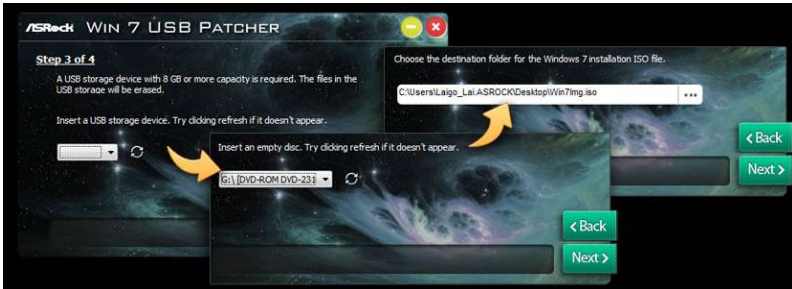 ASRock WIN 7 USB PATCHER
Step 3 of 4
A USB storage device with 8 GB or more capacity is required. The files in the
USB storage will be erased.
Insert a USB storage device. Try clicking refresh if it doesn't appear.
Insert an empty disc. Try clicking refresh if it doesn't appear.
G:\ [DVD-ROM DVD-231
< Back
Next >
Choose the destination folder for the Windows 7 installation ISO file.
C:\Users\Laigo_Lai.ASROCK\Desktop\Win7Img.iso
...
< Back
Next >